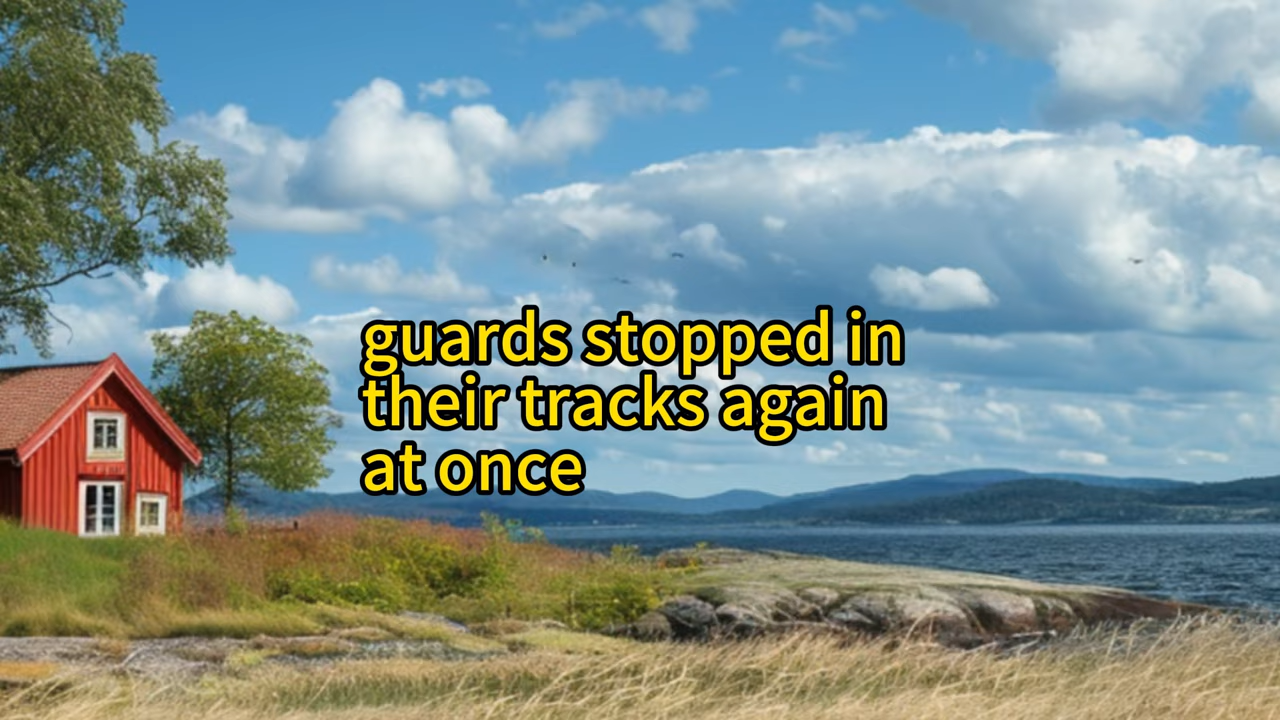 guards stopped in
their tracks again
at once